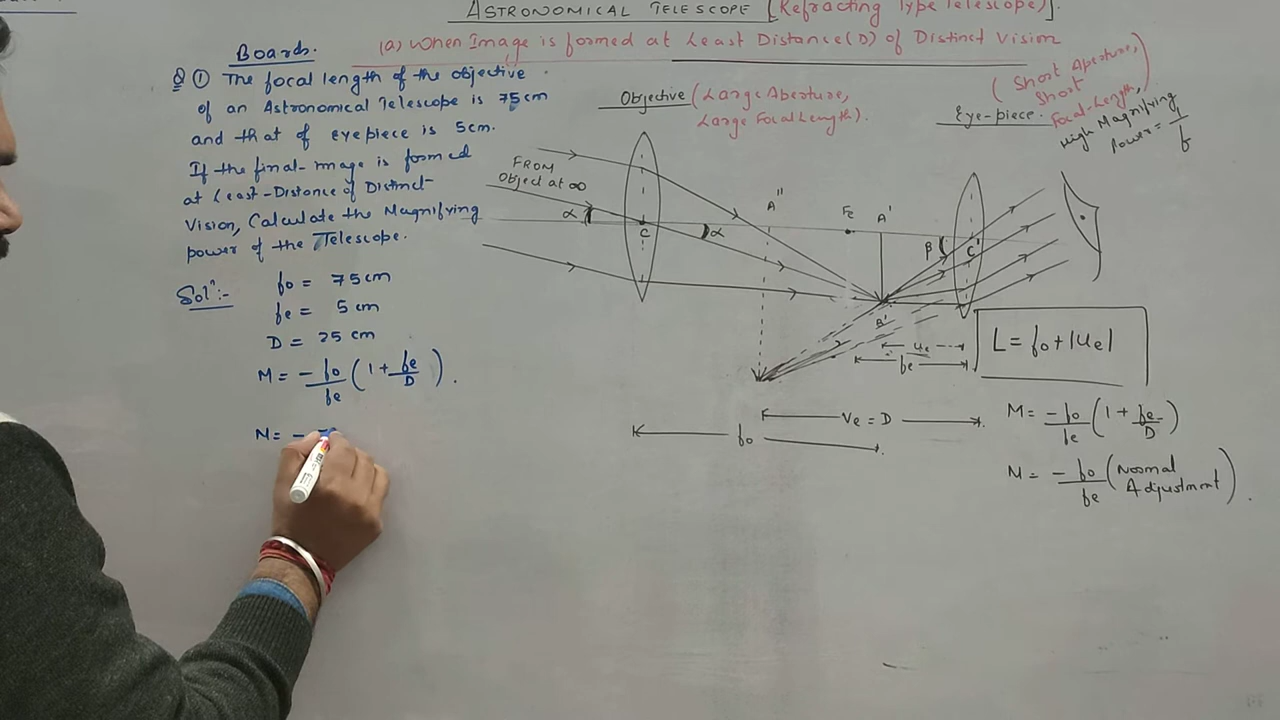 ASTRONOMICAL TELESCOPE [Refracting Type Telescope].
(a) When Image is formed at Least Distance (D) of Distinct Vision
Boards.
Q ① The focal length of the objective
of an Astronomical Telescope is 75cm
and that of eyepiece is 5cm.
If the final-image is formed
at Least-Distance of Distinct
Vision, Calculate the Magnifying
power of the Telescope.
Solⁿ:-
fo = 75cm
fe = 5 cm
D = 25 cm
M = -fo/fe (1 + fe/D).
M = -
Objective (Large Aperture,
Large Focal Length).
Eye-piece.
(Short Aperture,
Short
Focal-Length,
High Magnifying
Power = 1/f
FROM
Object at ∞
α
C
α
A''
Fe
A'
β
C'
A'
ue
fe
L = fo + |ue|
Ve = D
fo
M = -fo/fe (1 + fe/D)
M = -fo/fe (Normal
Adjustment).